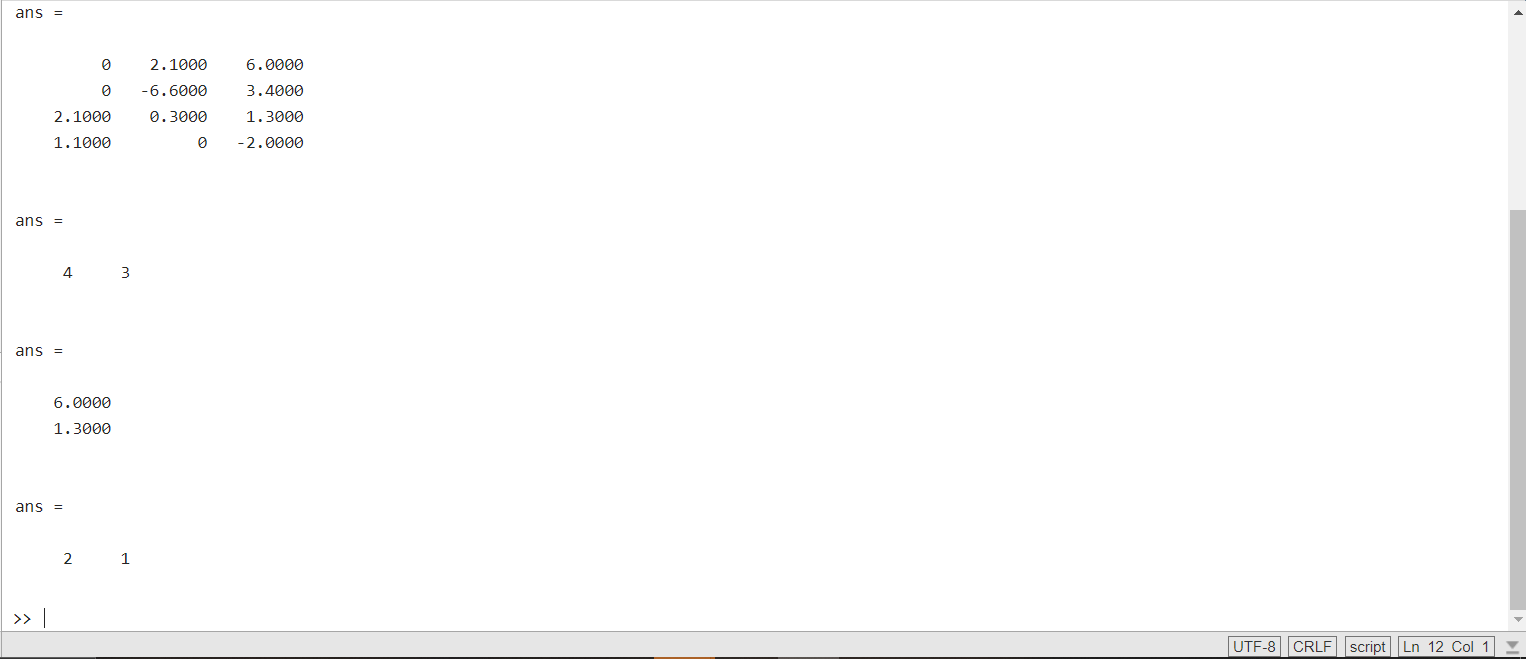 ans =
0 2.1000 6.0000
0 -6.6000 3.4000
2.1000 0.3000 1.3000
1.1000 0 -2.0000
ans =
4 3
ans =
6.0000
1.3000
ans =
2 1
>>
UTF-8 CRLF script Ln 12 Col 1